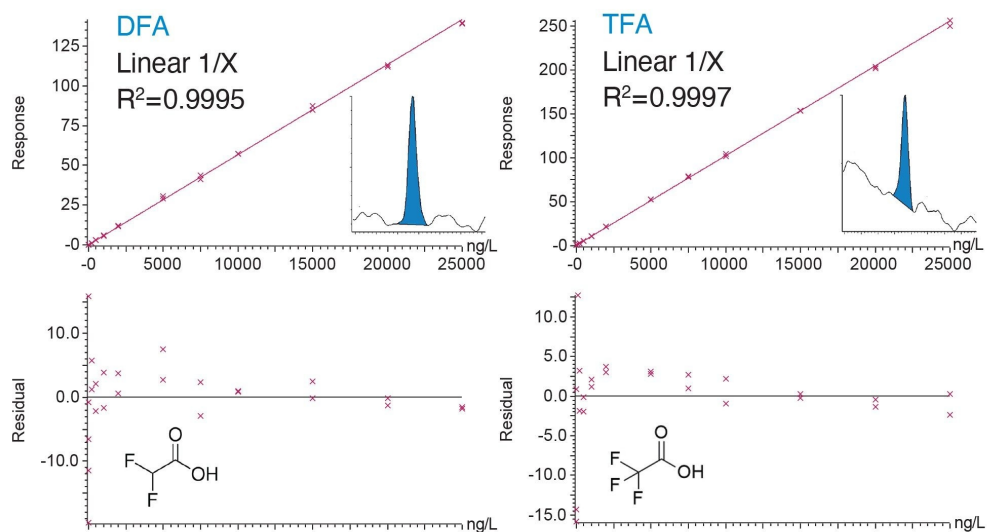 DFA
Linear 1/X
R²=0.9995
Response
125
100
75
50
25
-0
-0 5000 10000 15000 20000 25000
ng/L
TFA
Linear 1/X
R²=0.9997
Response
250
200
150
100
50
-0
-0 5000 10000 15000 20000 25000
ng/L
Residual
10.0
0.0
-10.0
F
F
O
OH
ng/L
Residual
10.0
5.0
0.0
-5.0
-10.0
-15.0
F
F
F
O
OH
ng/L